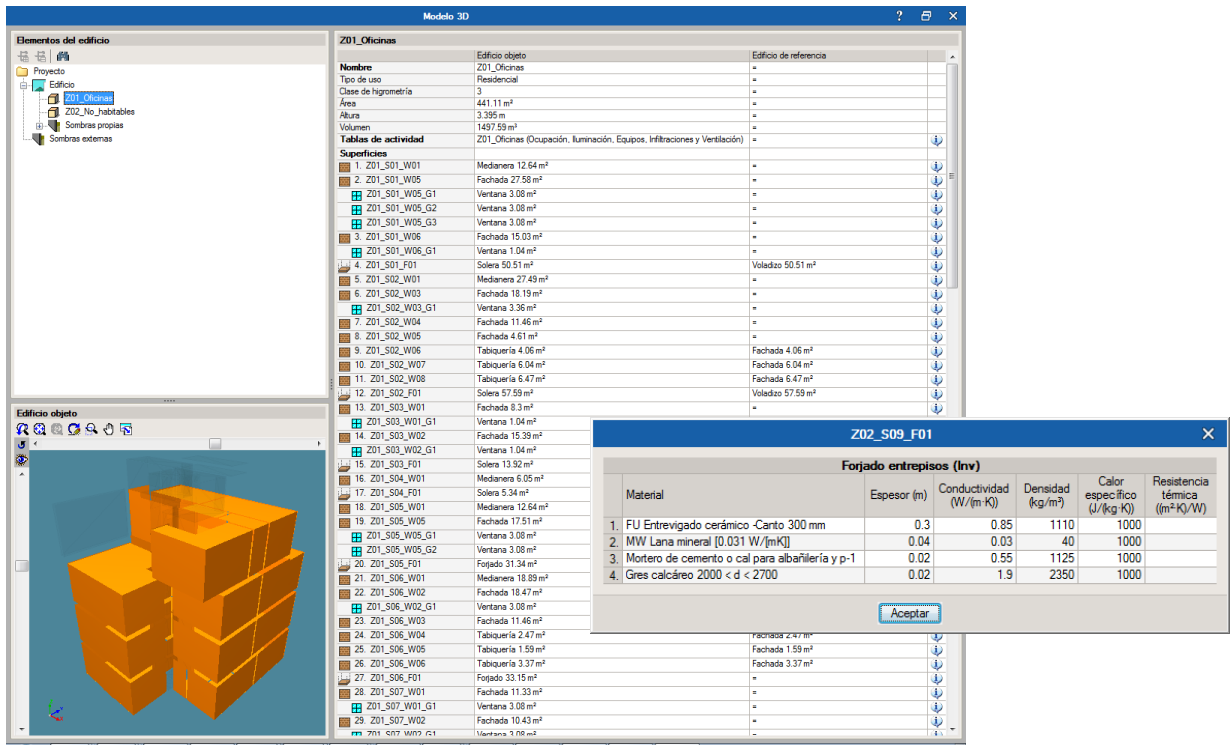 Modelo 3D
?
Elementos del edificio
Proyecto
Edificio
Z01_Oficinas
Z02_No_habitables
Sombras propias
Sombras externas
Edificio objeto
Z01_Oficinas
Edificio objeto Edificio de referencia
Nombre Z01_Oficinas =
Tipo de uso Residencial =
Clase de higrometría 3 =
Área 441.11 m² =
Altura 3.395 m =
Volumen 1497.59 m³ =
Tablas de actividad Z01_Oficinas (Ocupación, Iluminación, Equipos, Infiltraciones y Ventilación) =
Superficies
1. Z01_S01_W01 Medianera 12.64 m² =
2. Z01_S01_W05 Fachada 27.58 m² =
Z01_S01_W05_G1 Ventana 3.08 m² =
Z01_S01_W05_G2 Ventana 3.08 m² =
Z01_S01_W05_G3 Ventana 3.08 m² =
3. Z01_S01_W06 Fachada 15.03 m² =
Z01_S01_W06_G1 Ventana 1.04 m² =
4. Z01_S01_F01 Solera 50.51 m² Voladizo 50.51 m²
5. Z01_S02_W01 Medianera 27.49 m² =
6. Z01_S02_W03 Fachada 18.19 m² =
Z01_S02_W03_G1 Ventana 3.36 m² =
7. Z01_S02_W04 Fachada 11.46 m² =
8. Z01_S02_W05 Fachada 4.61 m² =
9. Z01_S02_W06 Tabiquería 4.06 m² Fachada 4.06 m²
10. Z01_S02_W07 Tabiquería 6.04 m² Fachada 6.04 m²
11. Z01_S02_W08 Tabiquería 6.47 m² Fachada 6.47 m²
12. Z01_S02_F01 Solera 57.59 m² Voladizo 57.59 m²
13. Z01_S03_W01 Fachada 8.3 m² =
Z01_S03_W01_G1 Ventana 1.04 m²
14. Z01_S03_W02 Fachada 15.39 m²
Z01_S03_W02_G1 Ventana 1.04 m²
15. Z01_S03_F01 Solera 13.92 m²
16. Z01_S04_W01 Medianera 6.05 m²
17. Z01_S04_F01 Solera 5.34 m²
18. Z01_S05_W01 Medianera 12.64 m²
19. Z01_S05_W05 Fachada 17.51 m²
Z01_S05_W05_G1 Ventana 3.08 m²
Z01_S05_W05_G2 Ventana 3.08 m²
20. Z01_S05_F01 Forjado 31.34 m²
21. Z01_S06_W01 Medianera 18.89 m²
22. Z01_S06_W02 Fachada 18.47 m²
Z01_S06_W02_G1 Ventana 3.08 m²
23. Z01_S06_W03 Fachada 11.46 m²
24. Z01_S06_W04 Tabiquería 2.47 m² Fachada 2.47 m²
25. Z01_S06_W05 Tabiquería 1.59 m² Fachada 1.59 m²
26. Z01_S06_W06 Tabiquería 3.37 m² Fachada 3.37 m²
27. Z01_S06_F01 Forjado 33.15 m² =
28. Z01_S07_W01 Fachada 11.33 m² =
Z01_S07_W01_G1 Ventana 3.08 m² =
29. Z01_S07_W02 Fachada 10.43 m² =
Z01_S07_W02_G1 Ventana 3.08 m² =
Z02_S09_F01
Forjado entrepisos (Inv)
Material Espesor (m) Conductividad (W/(m·K)) Densidad (kg/m³) Calor específico (J/(kg·K)) Resistencia térmica ((m²·K)/W)
1. FU Entrevigado cerámico -Canto 300 mm 0.3 0.85 1110 1000
2. MW Lana mineral [0.031 W/[mK]] 0.04 0.03 40 1000
3. Mortero de cemento o cal para albañilería y p-1 0.02 0.55 1125 1000
4. Gres calcáreo 2000 < d < 2700 0.02 1.9 2350 1000
Aceptar